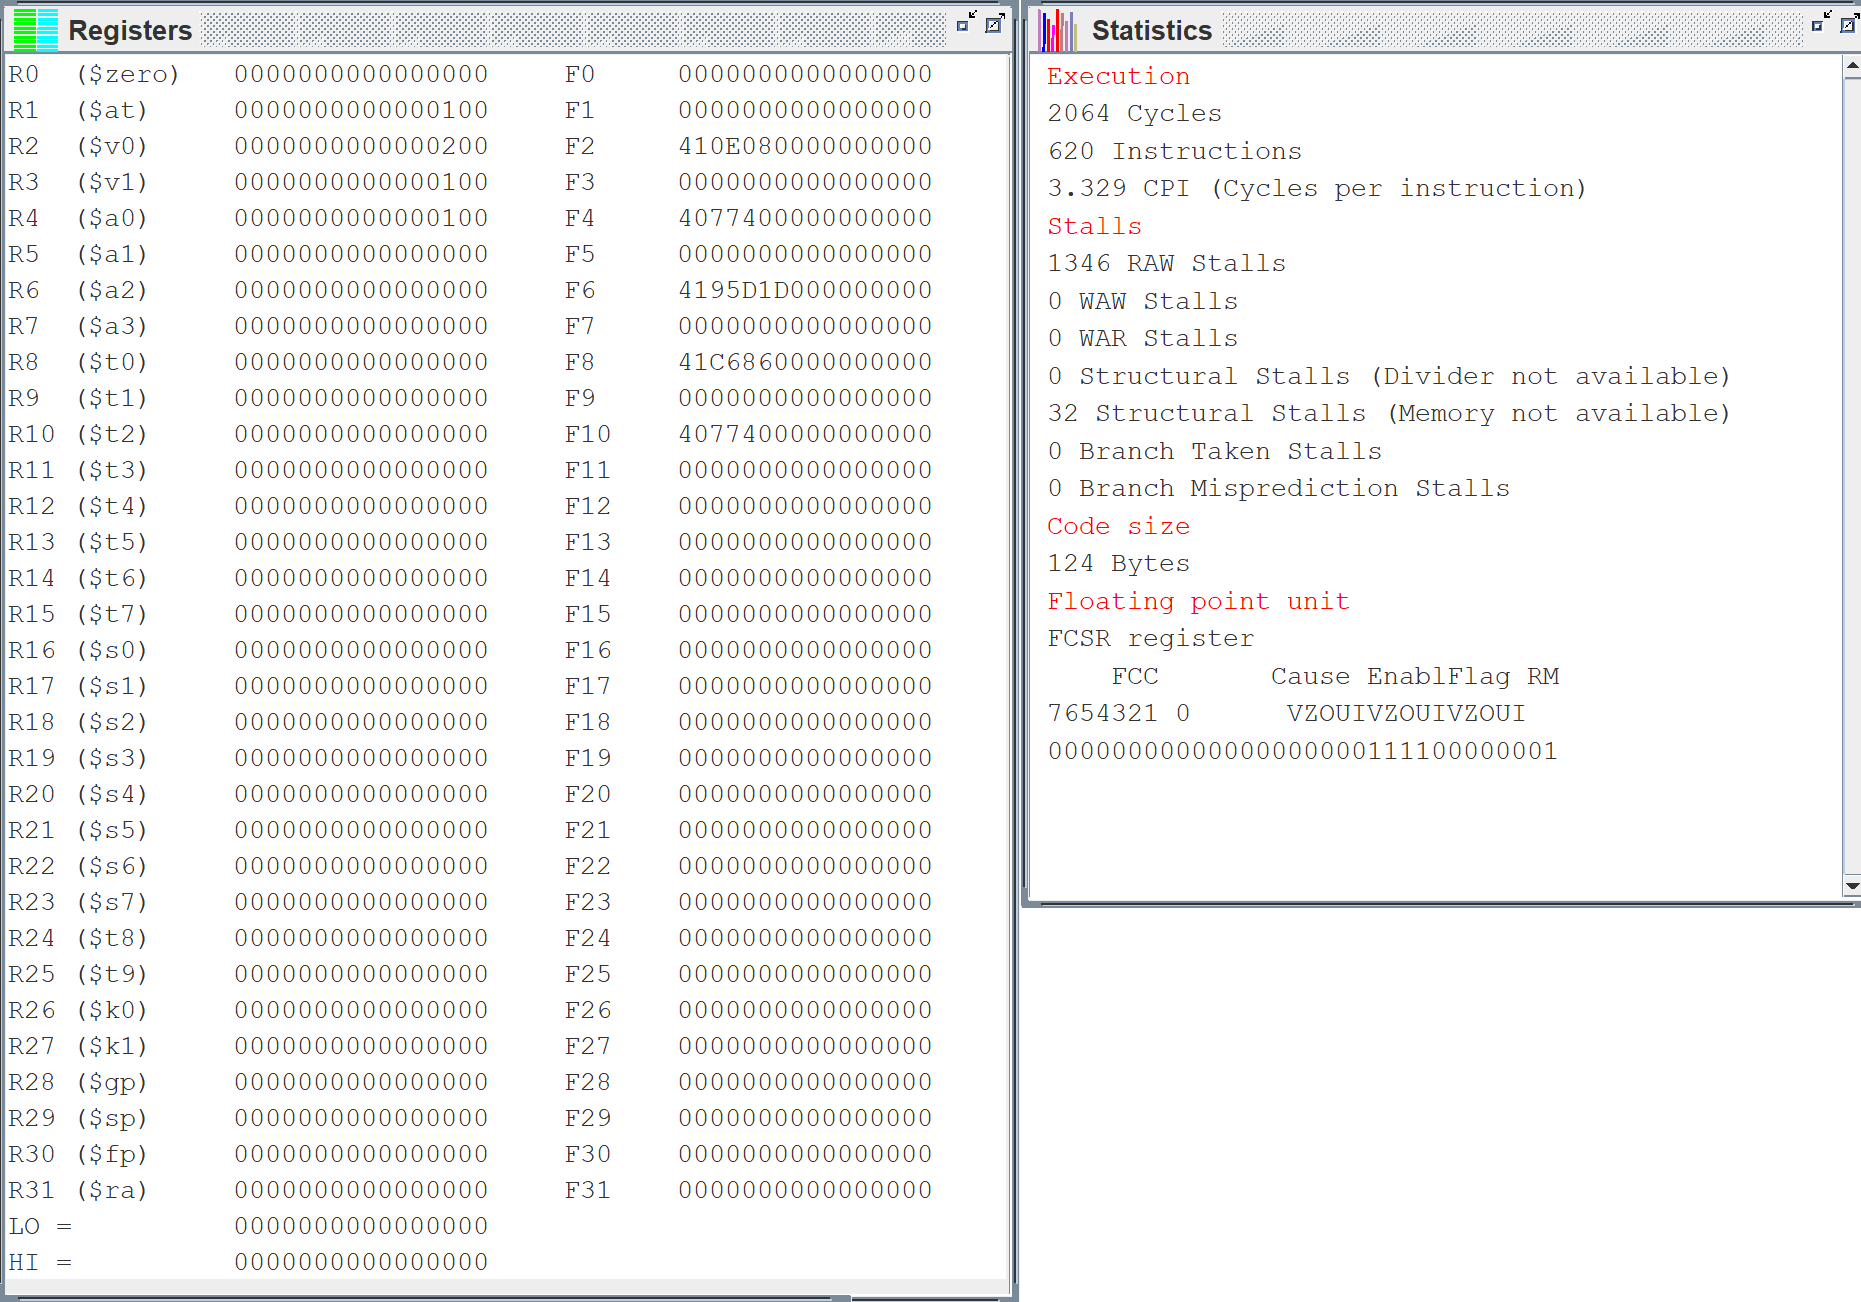 Registers
R0 ($zero) 0000000000000000 F0 0000000000000000
R1 ($at) 0000000000000100 F1 0000000000000000
R2 ($v0) 0000000000000200 F2 410E080000000000
R3 ($v1) 0000000000000100 F3 0000000000000000
R4 ($a0) 0000000000000100 F4 4077400000000000
R5 ($a1) 0000000000000000 F5 0000000000000000
R6 ($a2) 0000000000000000 F6 4195D1D000000000
R7 ($a3) 0000000000000000 F7 0000000000000000
R8 ($t0) 0000000000000000 F8 41C6860000000000
R9 ($t1) 0000000000000000 F9 0000000000000000
R10 ($t2) 0000000000000000 F10 4077400000000000
R11 ($t3) 0000000000000000 F11 0000000000000000
R12 ($t4) 0000000000000000 F12 0000000000000000
R13 ($t5) 0000000000000000 F13 0000000000000000
R14 ($t6) 0000000000000000 F14 0000000000000000
R15 ($t7) 0000000000000000 F15 0000000000000000
R16 ($s0) 0000000000000000 F16 0000000000000000
R17 ($s1) 0000000000000000 F17 0000000000000000
R18 ($s2) 0000000000000000 F18 0000000000000000
R19 ($s3) 0000000000000000 F19 0000000000000000
R20 ($s4) 0000000000000000 F20 0000000000000000
R21 ($s5) 0000000000000000 F21 0000000000000000
R22 ($s6) 0000000000000000 F22 0000000000000000
R23 ($s7) 0000000000000000 F23 0000000000000000
R24 ($t8) 0000000000000000 F24 0000000000000000
R25 ($t9) 0000000000000000 F25 0000000000000000
R26 ($k0) 0000000000000000 F26 0000000000000000
R27 ($k1) 0000000000000000 F27 0000000000000000
R28 ($gp) 0000000000000000 F28 0000000000000000
R29 ($sp) 0000000000000000 F29 0000000000000000
R30 ($fp) 0000000000000000 F30 0000000000000000
R31 ($ra) 0000000000000000 F31 0000000000000000
LO = 0000000000000000
HI = 0000000000000000
Statistics
Execution
2064 Cycles
620 Instructions
3.329 CPI (Cycles per instruction)
Stalls
1346 RAW Stalls
0 WAW Stalls
0 WAR Stalls
0 Structural Stalls (Divider not available)
32 Structural Stalls (Memory not available)
0 Branch Taken Stalls
0 Branch Misprediction Stalls
Code size
124 Bytes
Floating point unit
FCSR register
FCC Cause EnablFlag RM
7654321 0 VZOUIVZOUIVZOUI
00000000000000000000111100000001